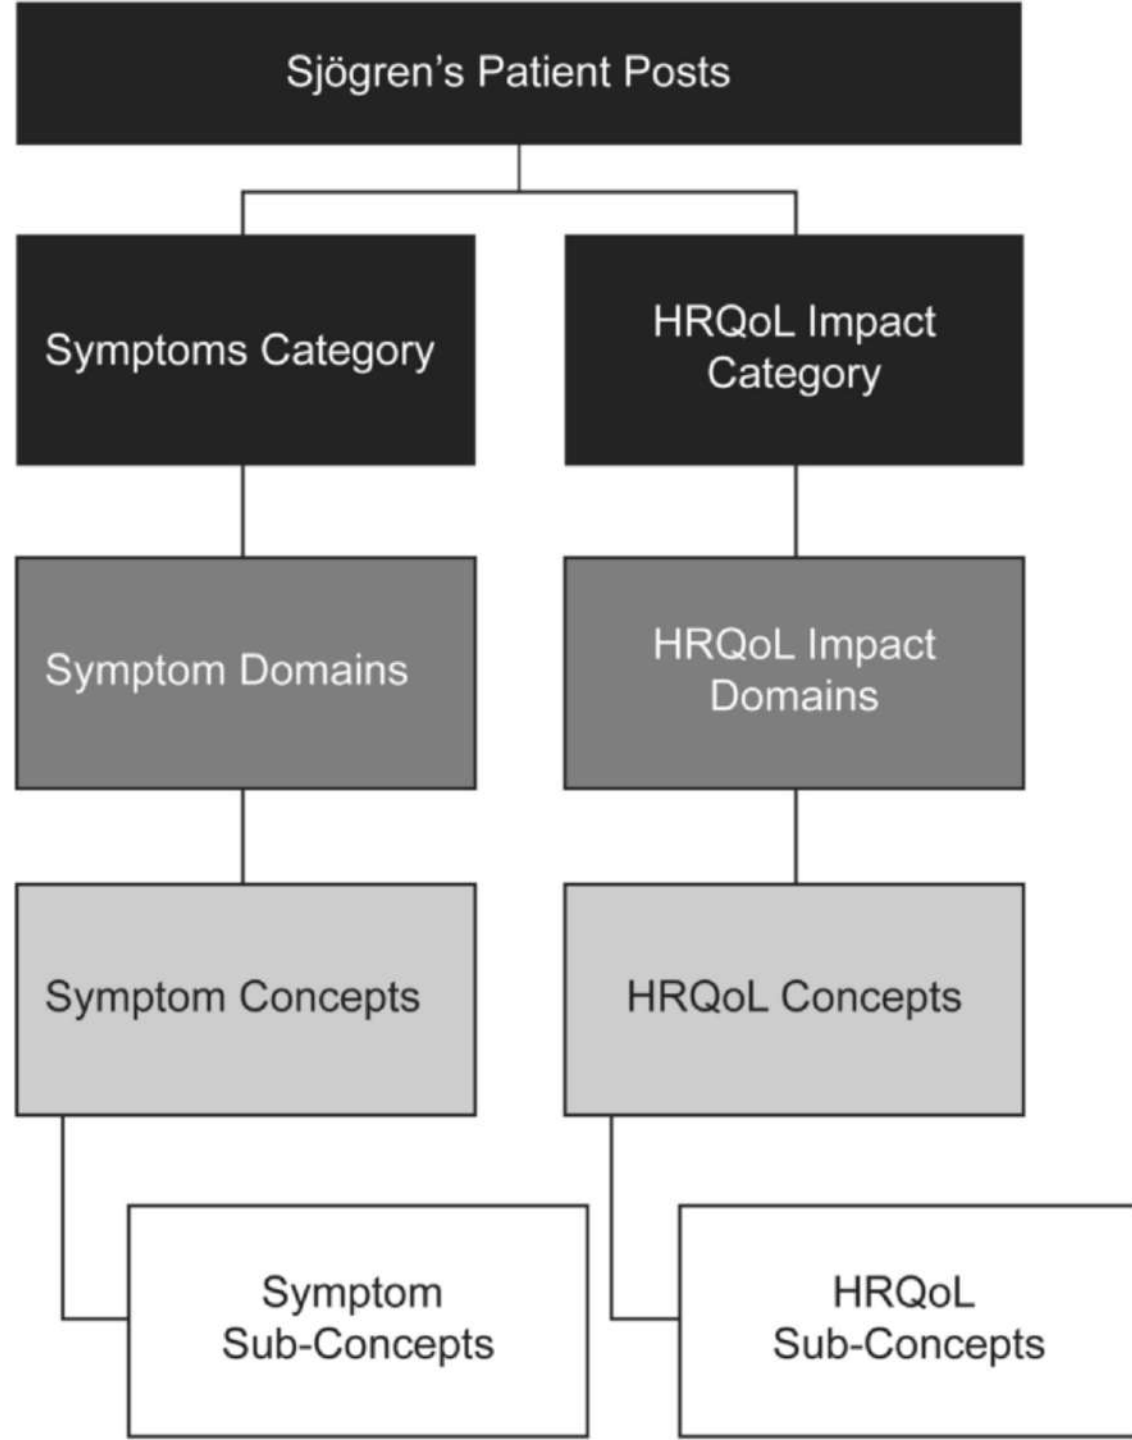 Sjögren’s Patient Posts
Symptoms Category
HRQoL Impact
Category
Symptom Domains
HRQoL Impact
Domains
Symptom Concepts
HRQoL Concepts
Symptom
Sub-Concepts
HRQoL
Sub-Concepts